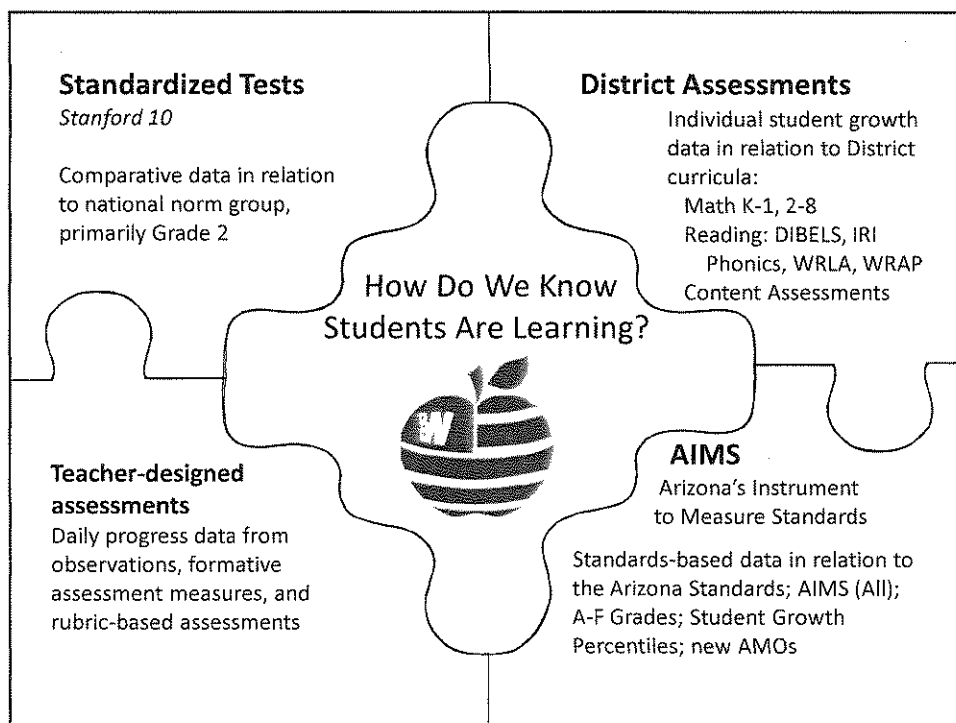 Standardized Tests
Stanford 10
Comparative data in relation
to national norm group,
primarily Grade 2
District Assessments
Individual student growth
data in relation to District
curricula:
Math K-1, 2-8
Reading: DIBELS, IRI
Phonics, WRLA, WRAP
Content Assessments
How Do We Know
Students Are Learning?
Teacher-designed
assessments
Daily progress data from
observations, formative
assessment measures, and
rubric-based assessments
AIMS
Arizona's Instrument
to Measure Standards
Standards-based data in relation to
the Arizona Standards; AIMS (All);
A-F Grades; Student Growth
Percentiles; new AMOs